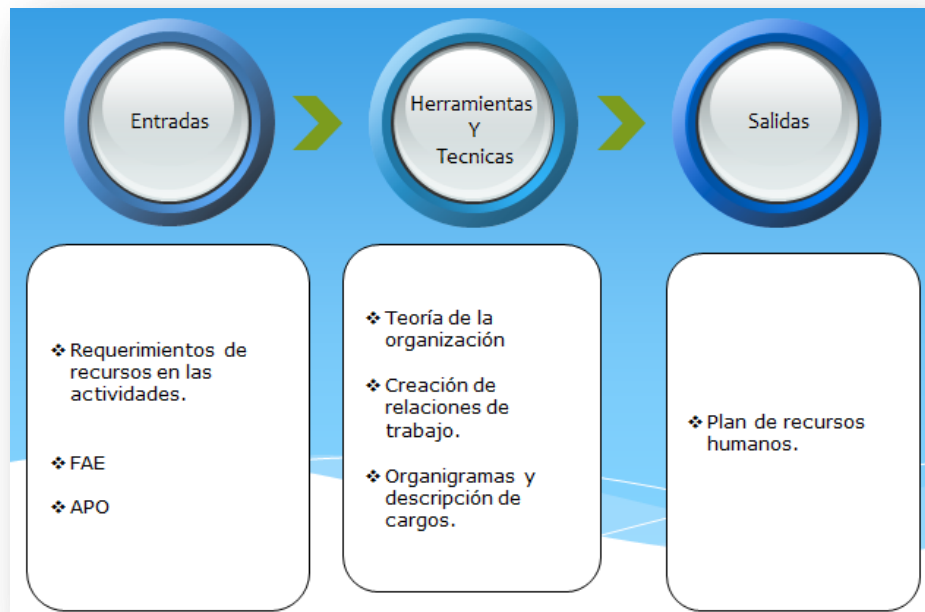 Entradas
Herramientas
Y
Tecnicas
Salidas
❖ Requerimientos de
recursos en las
actividades.
❖ FAE
❖ APO
❖ Teoría de la
organización
❖ Creación de
relaciones de
trabajo.
❖ Organigramas y
descripción de
cargos.
❖ Plan de recursos
humanos.